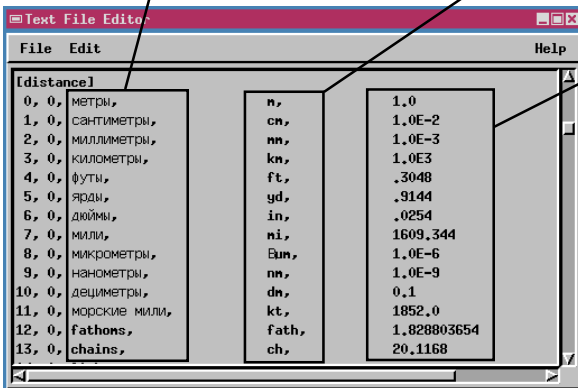 Text File Editor
File Edit Help
[distance]
0, 0, метры, m, 1.0
1, 0, сантиметры, cm, 1.0E-2
2, 0, миллиметры, mm, 1.0E-3
3, 0, километры, km, 1.0E3
4, 0, футы, ft, .3048
5, 0, ярды, yd, .9144
6, 0, дюймы, in, .0254
7, 0, мили, mi, 1609.344
8, 0, микрометры, 1.0E-6
9, 0, нанометры, nm, 1.0E-9
10, 0, дециметры, dm, 0.1
11, 0, морские мили, kt, 1852.0
12, 0, fathoms, fath, 1.828803654
13, 0, chains, ch, 20.1168